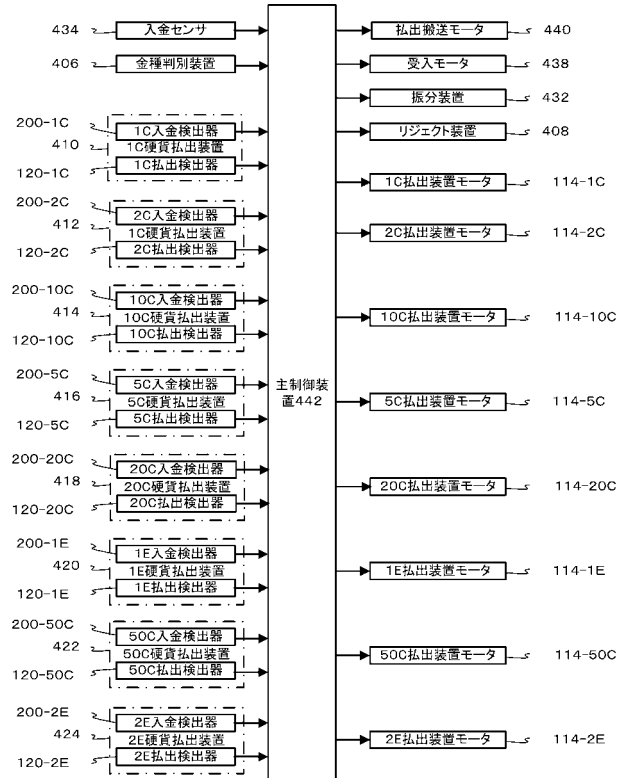 434 入金センサ
406 金種判別装置
200-1C 1C入金検出器
410 1C硬貨払出装置
120-1C 1C払出検出器
200-2C 2C入金検出器
412 1C硬貨払出装置
120-2C 2C払出検出器
200-10C 10C入金検出器
414 10C硬貨払出装置
120-10C 10C払出検出器
200-5C 5C入金検出器
416 5C硬貨払出装置
120-5C 5C払出検出器
200-20C 20C入金検出器
418 20C硬貨払出装置
120-20C 20C払出検出器
200-1E 1E入金検出器
420 1E硬貨払出装置
120-1E 1E払出検出器
200-50C 50C入金検出器
422 50C硬貨払出装置
120-50C 50C払出検出器
200-2E 2E入金検出器
424 2E硬貨払出装置
120-2E 2E払出検出器
主制御装
置442
払出搬送モータ 440
受入モータ 438
振分装置 432
リジェクト装置 408
1C払出装置モータ 114-1C
2C払出装置モータ 114-2C
10C払出装置モータ 114-10C
5C払出装置モータ 114-5C
20C払出装置モータ 114-20C
1E払出装置モータ 114-1E
50C払出装置モータ 114-50C
2E払出装置モータ 114-2E